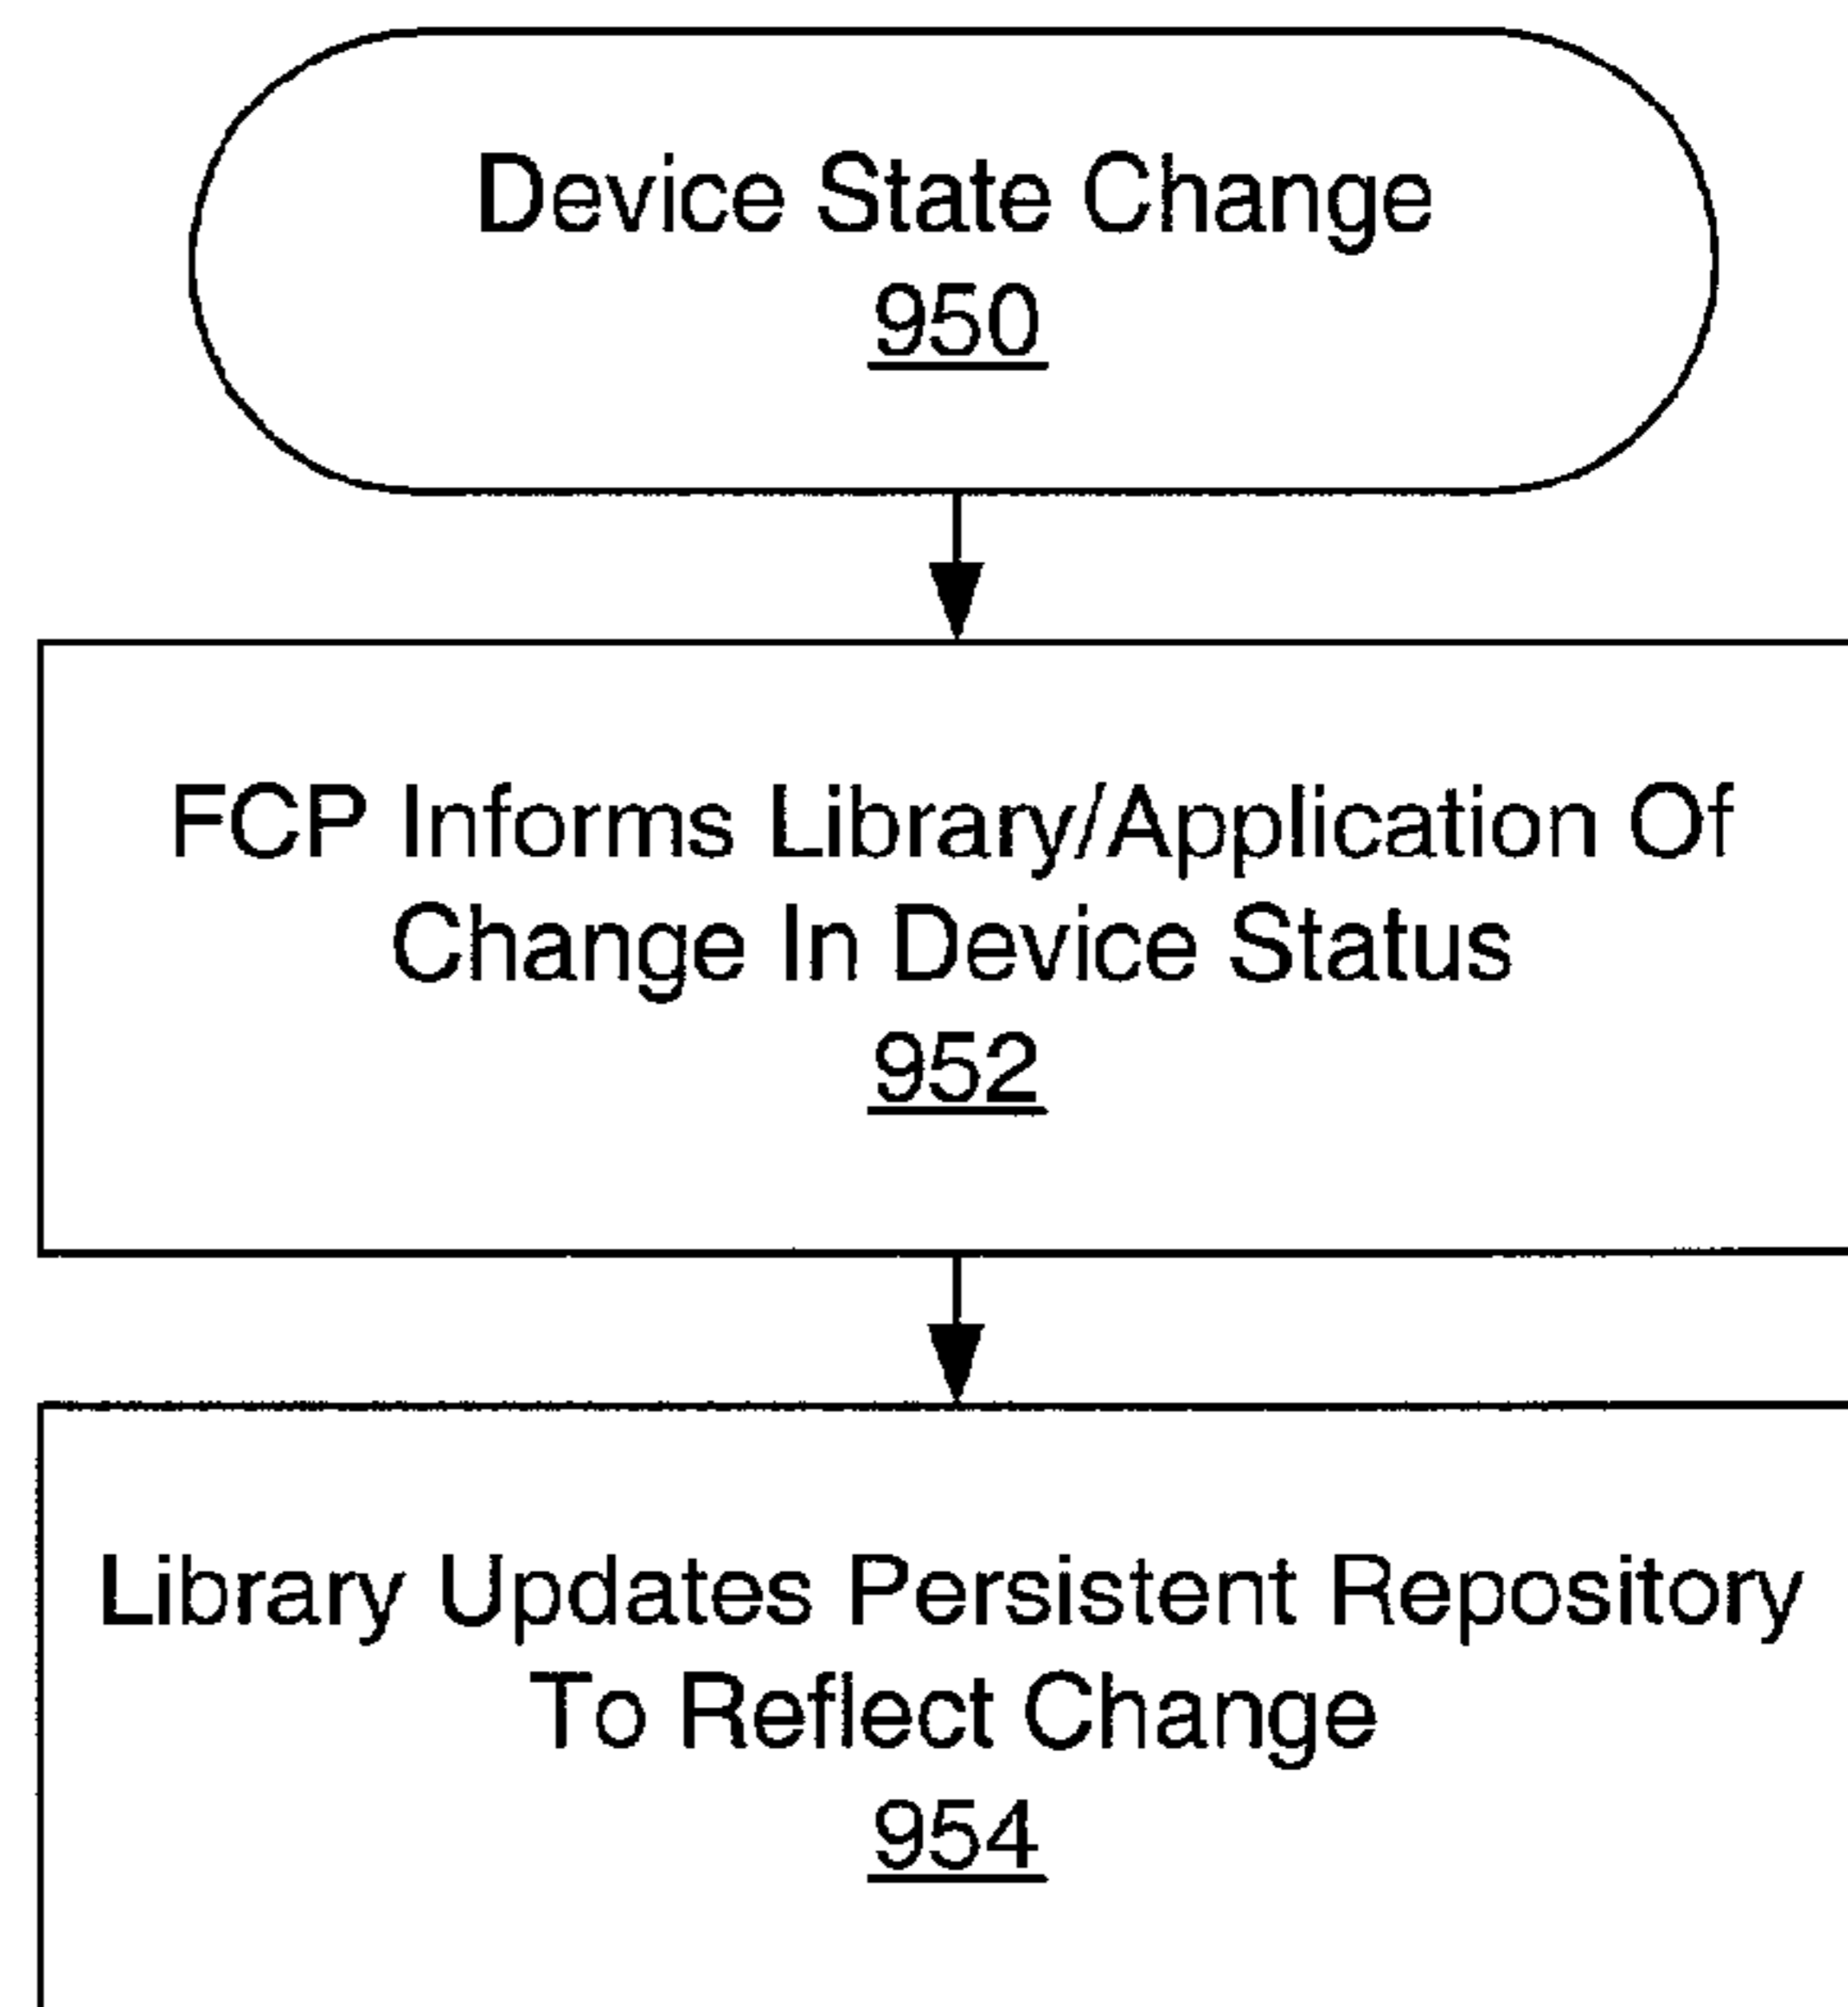 Device State Change
950
FCP Informs Library/Application Of
Change In Device Status
952
Library Updates Persistent Repository
To Reflect Change
954